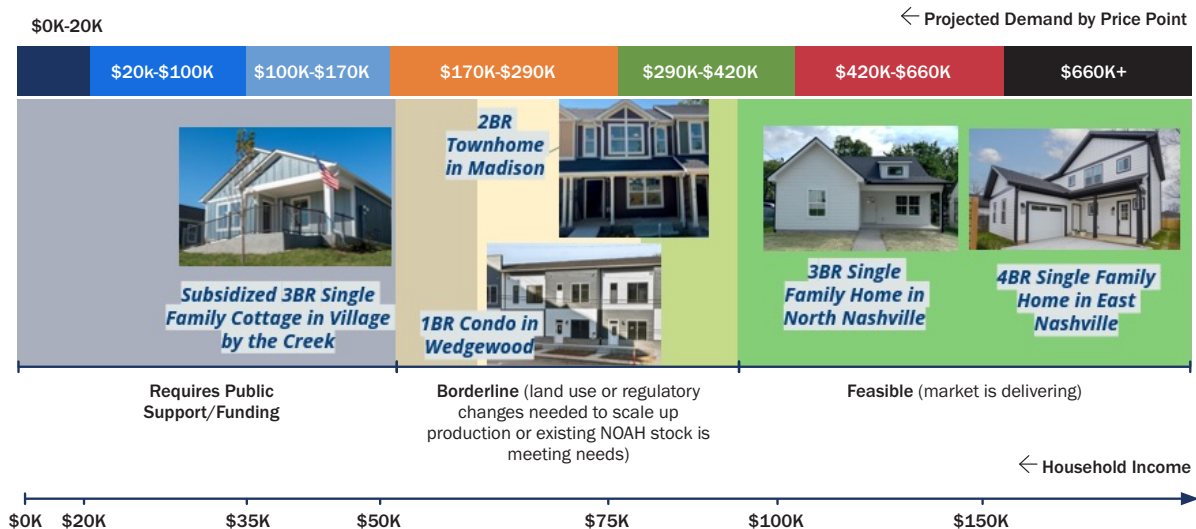 $0K-20K
Projected Demand by Price Point
$20k-$100K
$100K-$170K
$170K-$290K
$290K-$420K
$420K-$660K
$660K+
2BR
Townhome
in Madison
Subsidized 3BR Single
Family Cottage in Village
by the Creek
1BR Condo in
Wedgewood
3BR Single
Family Home in
North Nashville
4BR Single Family
Home in East
Nashville
Requires Public
Support/Funding
Borderline (land use or regulatory
changes needed to scale up
production or existing NOAH stock is
meeting needs)
Feasible (market is delivering)
Household Income
$0K
$20K
$35K
$50K
$75K
$100K
$150K